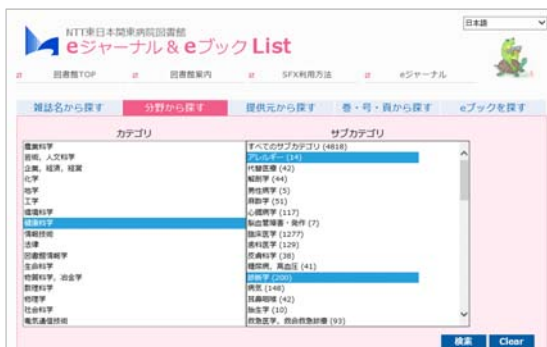 NTT東日本関東病院図書館
eジャーナル & eブック List
日本語
図書館TOP
図書館案内
SFX利用方法
eジャーナル
雑誌名から探す
分野から探す
提供元から探す
巻・号・頁から探す
eブックを探す
カテゴリ
農業科学
芸術、人文科学
企業、経済、経営
化学
地学
工学
環境科学
健康科学
情報技術
法律
図書館情報学
生命科学
物質科学、冶金学
数理科学
物理学
社会科学
電気通信技術
サブカテゴリ
すべてのサブカテゴリ (4818)
アレルギー (14)
代替医療 (42)
解剖学 (44)
男性病学 (5)
麻酔学 (51)
心臓病学 (117)
脳血管障害・発作 (7)
臨床医学 (1277)
歯科医学 (129)
皮膚科学 (38)
糖尿病、高血圧 (41)
診断学 (200)
病気 (148)
耳鼻咽喉 (42)
胎生学 (10)
救急医学、救命救急診療 (93)
検索
Clear